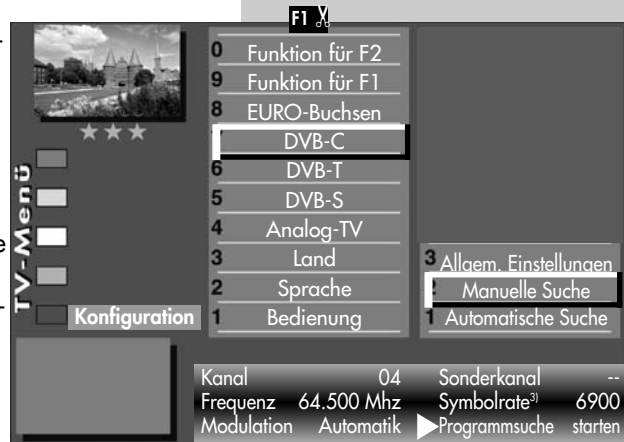 F1
0 Funktion für F2
9 Funktion für F1
8 EURO-Buchsen
DVB-C
6 DVB-T
5 DVB-S
4 Analog-TV
3 Land
2 Sprache
1 Bedienung
TV-Menü
Konfiguration
3 Allgem. Einstellungen
Manuelle Suche
1 Automatische Suche
Kanal 04 Sonderkanal --
Frequenz 64.500 Mhz Symbolrate3) 6900
Modulation Automatik Programmsuche starten